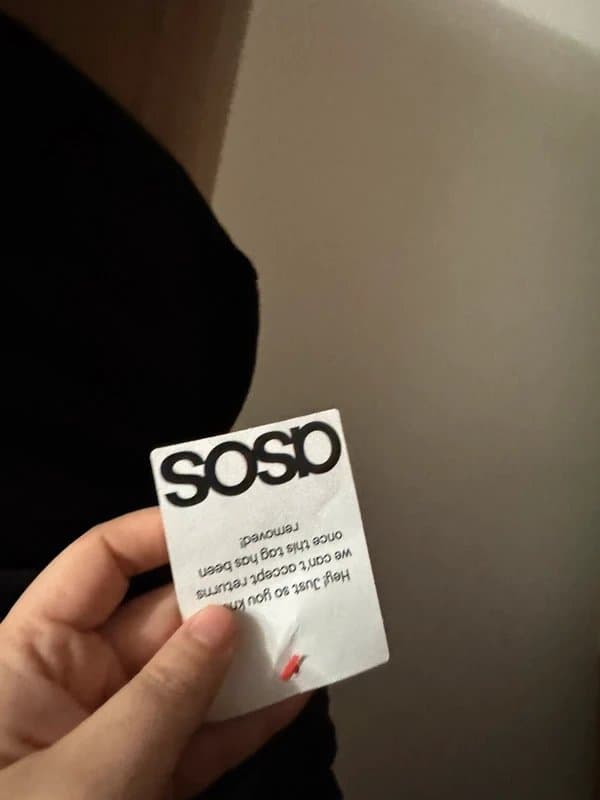 asos
Hey! Just so you
we can't accept returns
once this tag has been
removed!